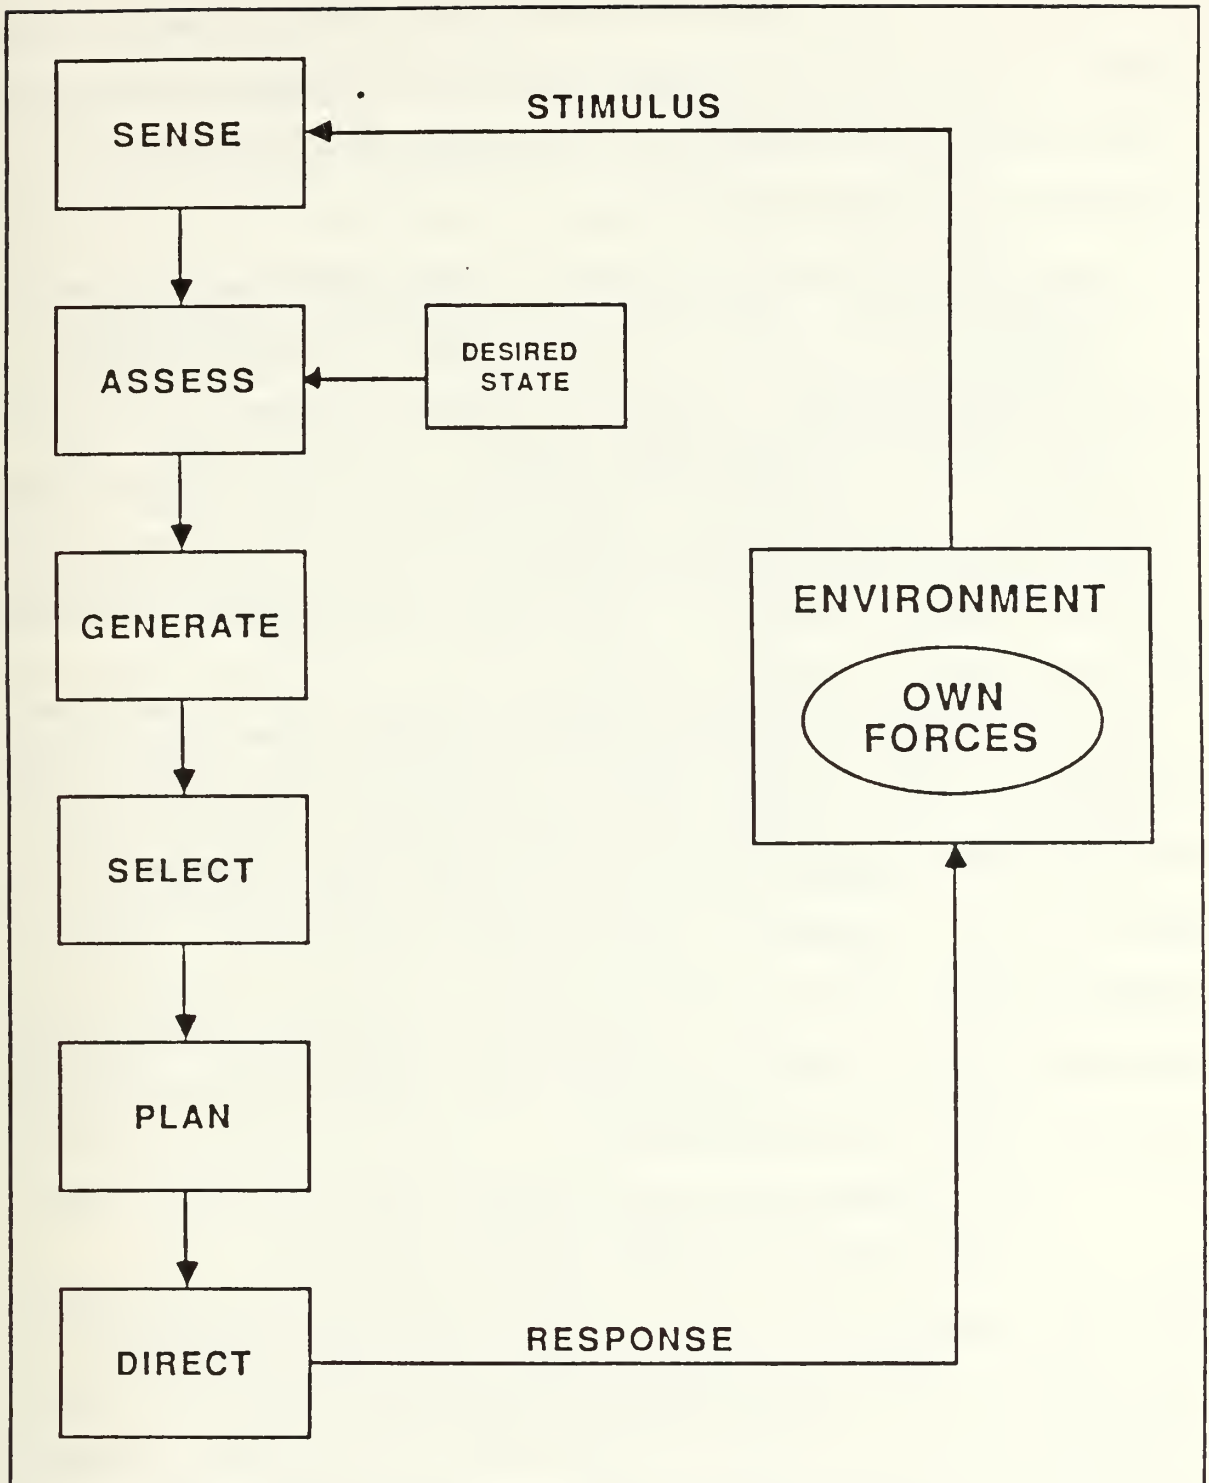 SENSE
STIMULUS
ASSESS
DESIRED
STATE
GENERATE
ENVIRONMENT
OWN
FORCES
SELECT
PLAN
DIRECT
RESPONSE